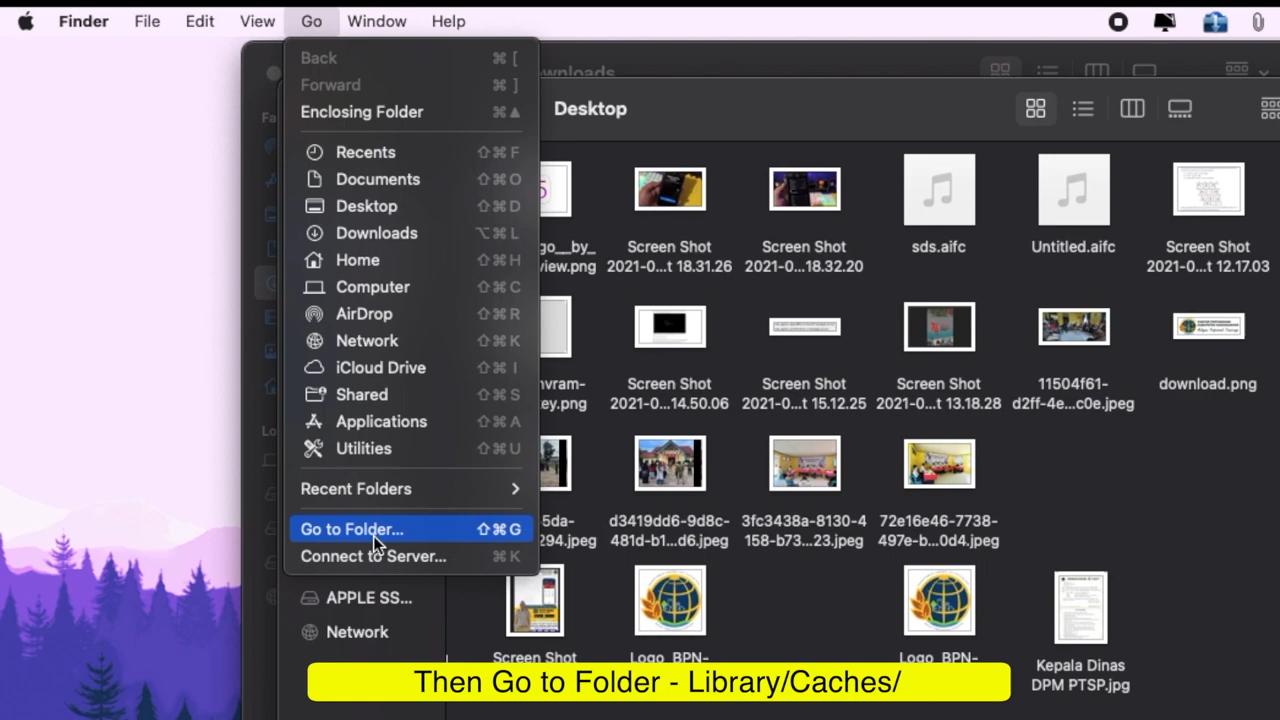 Finder File Edit View Go Window Help
Back ⌘ [
Forward ⌘ ]
Enclosing Folder ⌘ ▲
Recents ⇧⌘ F
Documents ⇧⌘ O
Desktop ⇧⌘ D
Downloads ⌥⌘ L
Home ⇧⌘ H
Computer ⇧⌘ C
AirDrop ⇧⌘ R
Network ⇧⌘ K
iCloud Drive ⇧⌘ I
Shared ⇧⌘ S
Applications ⇧⌘ A
Utilities ⇧⌘ U
Recent Folders
Go to Folder... ⇧⌘ G
Connect to Server... ⌘ K
APPLE SS...
Network
Desktop
go__by_ Screen Shot Screen Shot sds.aifc Untitled.aifc Screen Shot
view.png 2021-0...t 18.31.26 2021-0...t 18.32.20 2021-0...t 12.17.03
nvram- Screen Shot Screen Shot Screen Shot 11504f61- download.png
ey.png 2021-0...14.50.06 2021-0...t 15.12.25 2021-0...t 13.18.28 d2ff-4e...c0e.jpeg
5da- d3419dd6-9d8c- 3fc3438a-8130-4 72e16e46-7738-
294.jpeg 481d-b1...d6.jpeg 158-b73...23.jpeg 497e-b...0d4.jpeg
Screen Shot Logo_BPN- Logo_BPN- Kepala Dinas
DPM PTSP.jpg
Then Go to Folder - Library/Caches/